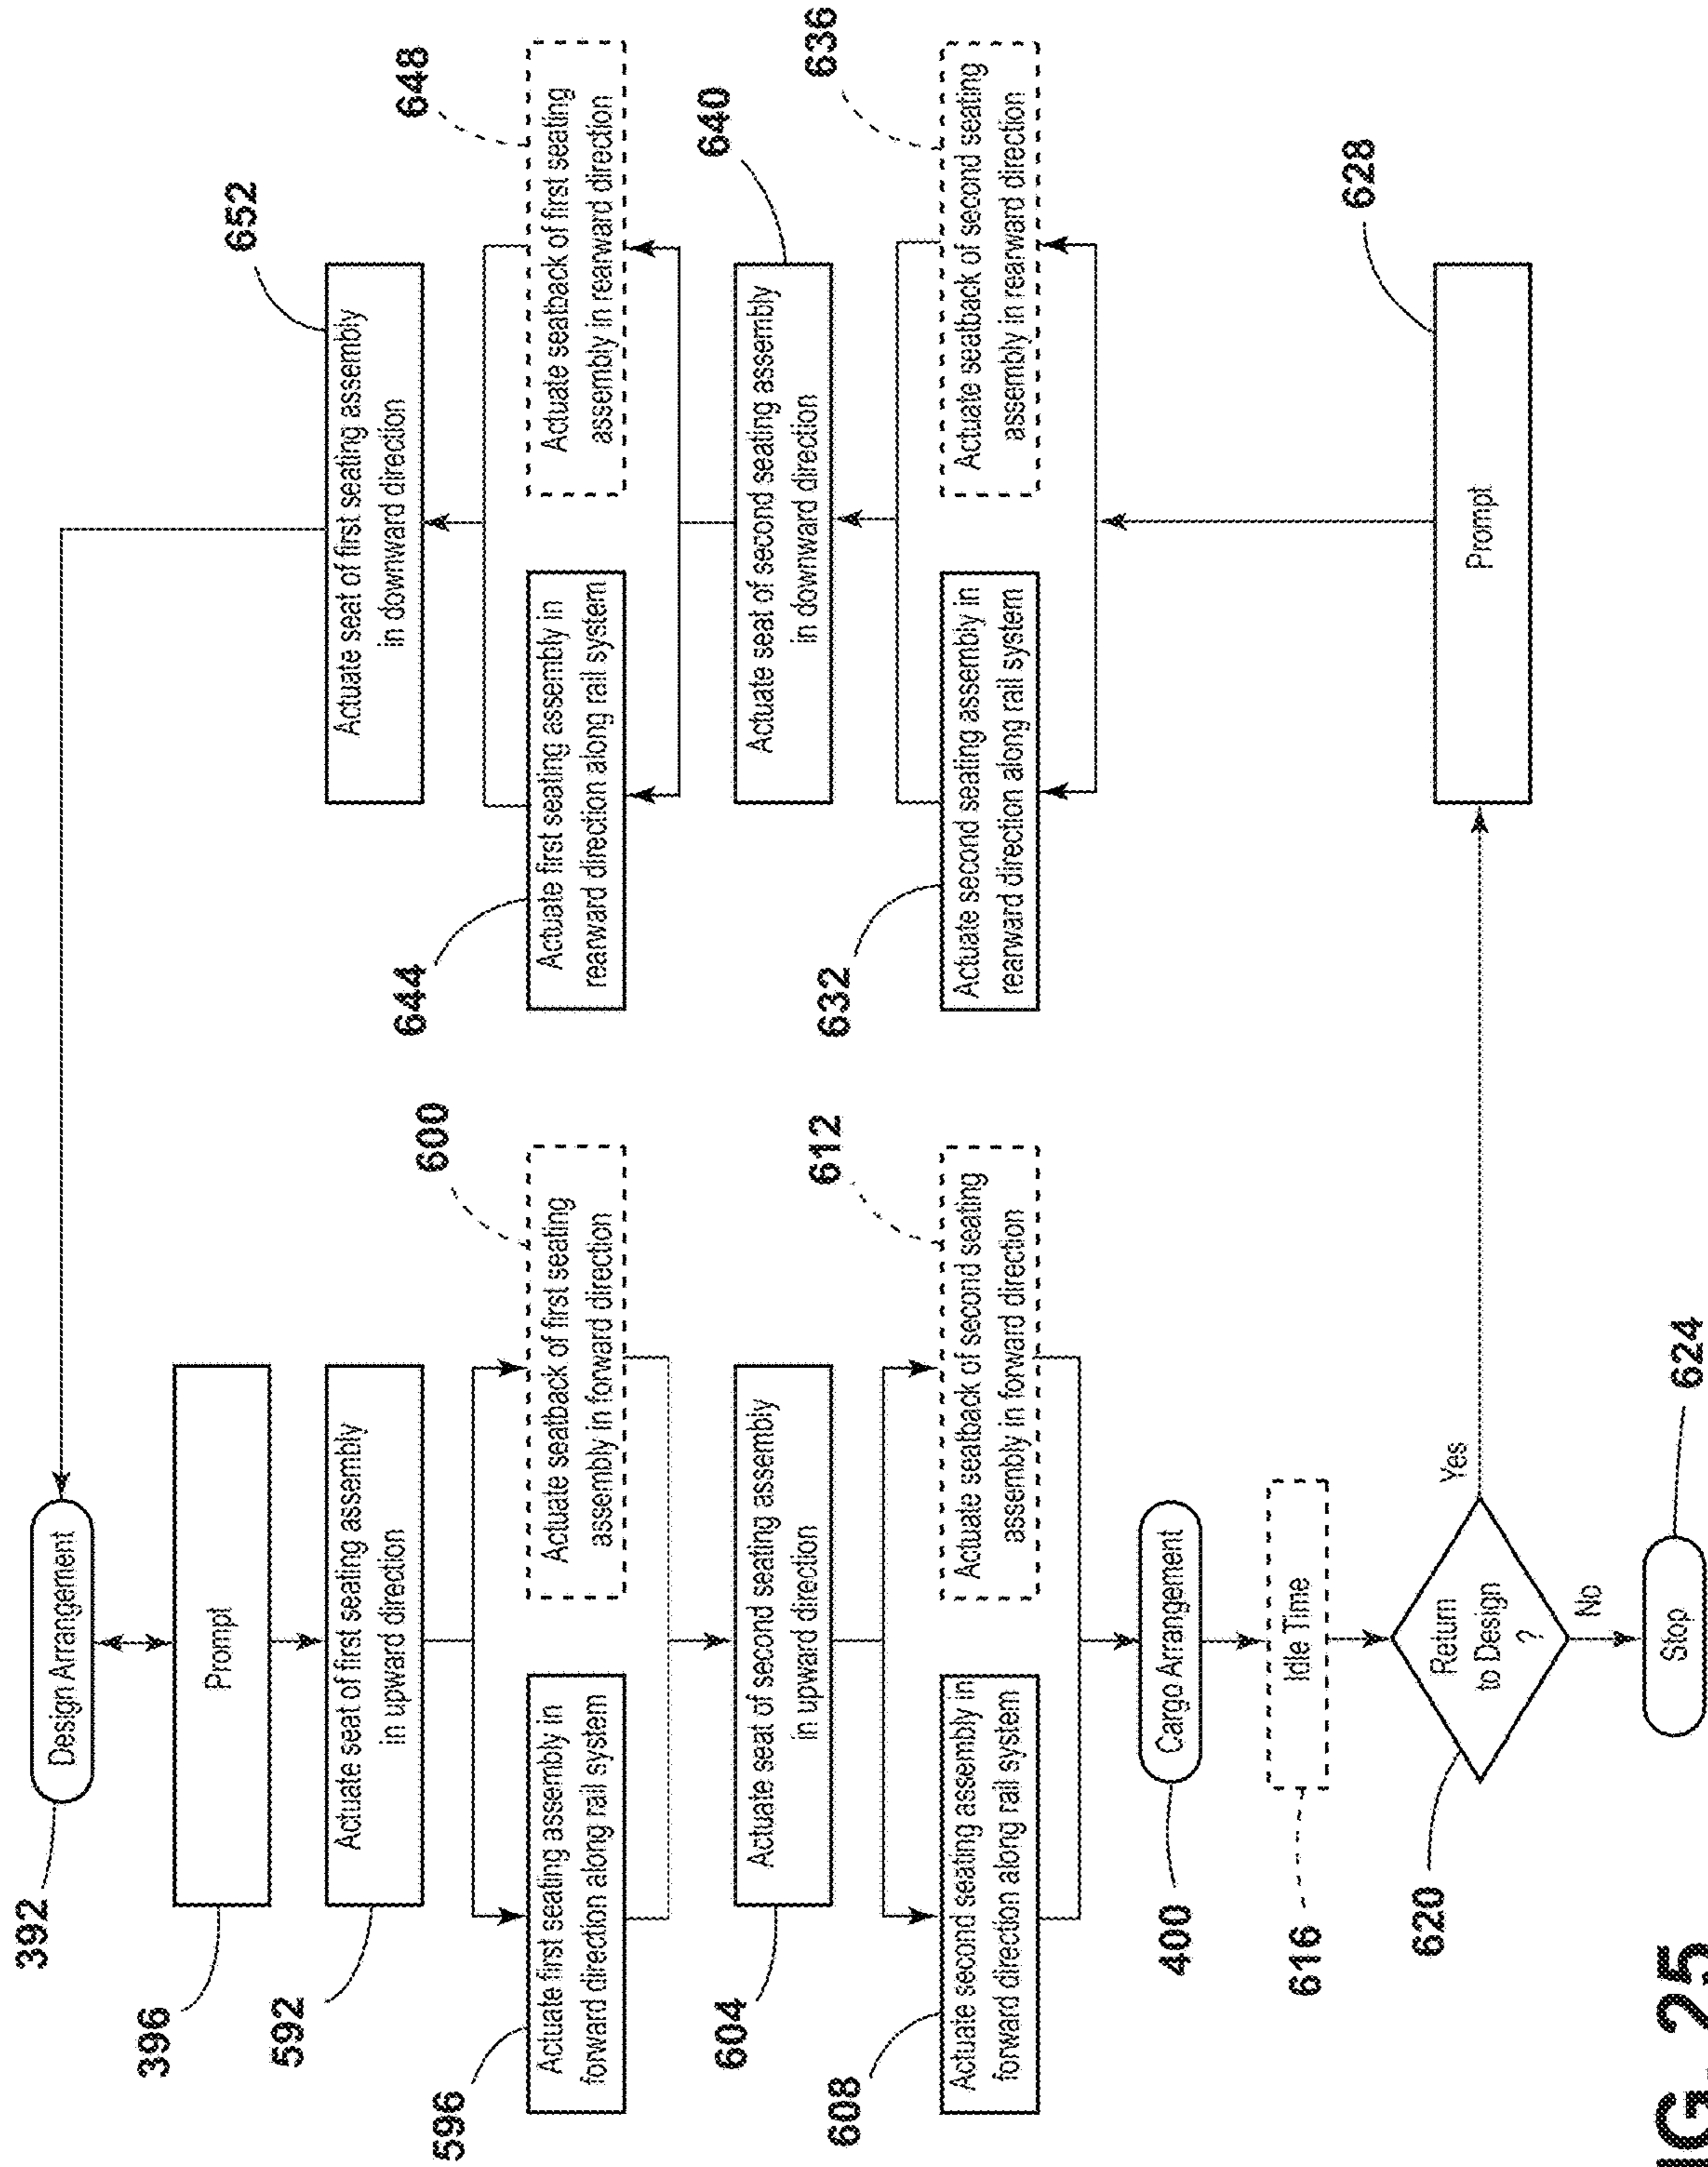 392
Design Arrangement
396
Prompt
592
Actuate seat of first seating assembly
in upward direction
596
Actuate first seating assembly in
forward direction along rail system
600
Actuate seatback of first seating
assembly in forward direction
604
Actuate seat of second seating assembly
in upward direction
608
Actuate second seating assembly in
forward direction along rail system
612
Actuate seatback of second seating
assembly in forward direction
400
Cargo Arrangement
616
Idle Time
620
Return
to Design
?
Yes
No
Stop
624
652
Actuate seat of first seating assembly
in downward direction
644
Actuate first seating assembly in
rearward direction along rail system
648
Actuate seatback of first seating
assembly in rearward direction
640
Actuate seat of second seating assembly
in downward direction
632
Actuate second seating assembly in
rearward direction along rail system
636
Actuate seatback of second seating
assembly in rearward direction
628
Prompt
IG. 25